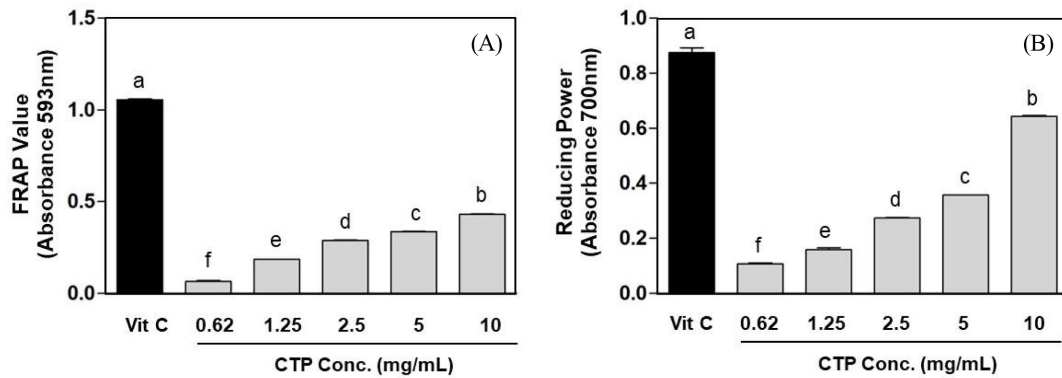 FRAP Value
(Absorbance 593nm)
1.5
1.0
0.5
0.0
(A)
a
f
e
d
c
b
Vit C 0.62 1.25 2.5 5 10
CTP Conc. (mg/mL)
Reducing Power
(Absorbance 700nm)
1.0
0.8
0.6
0.4
0.2
0.0
(B)
a
f
e
d
c
b
Vit C 0.62 1.25 2.5 5 10
CTP Conc. (mg/mL)